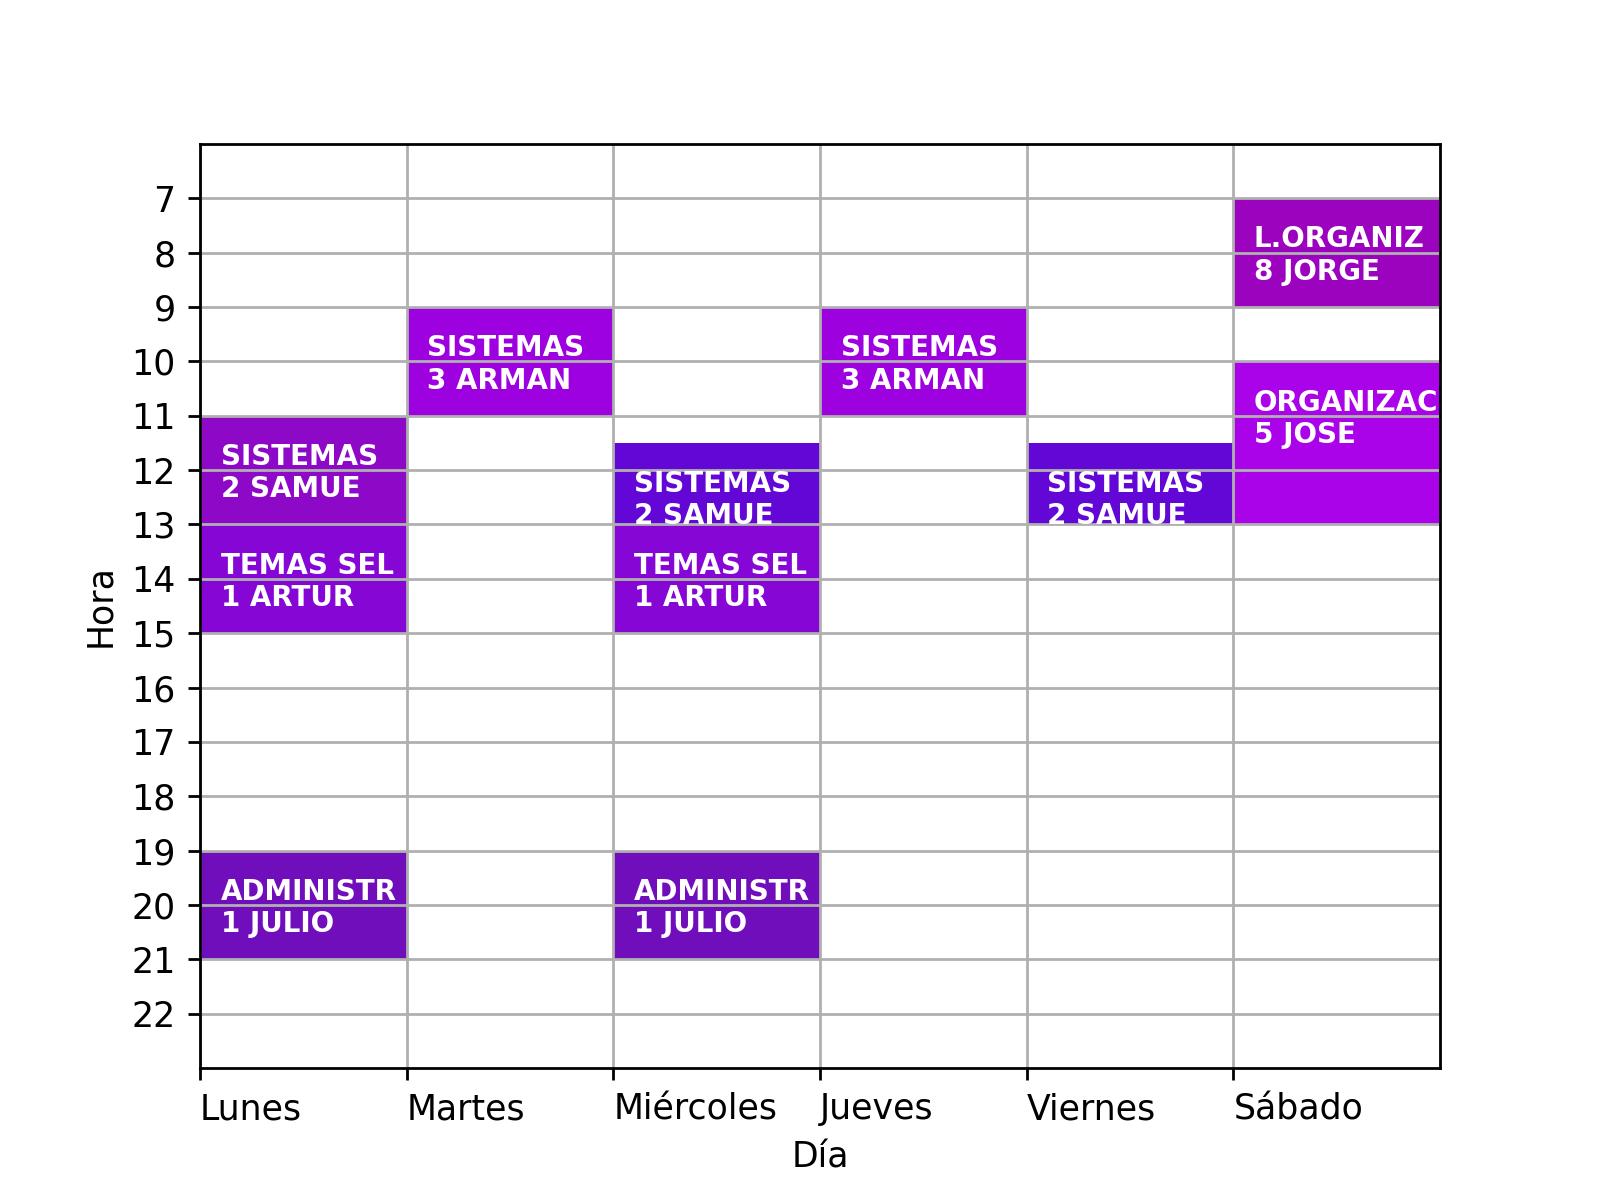 7
8
9
10
11
12
13
14
15
16
17
18
19
20
21
22
Hora
L.ORGANIZ
8 JORGE
SISTEMAS
3 ARMAN
SISTEMAS
3 ARMAN
ORGANIZAC
5 JOSE
SISTEMAS
2 SAMUE
SISTEMAS
2 SAMUE
SISTEMAS
2 SAMUE
TEMAS SEL
1 ARTUR
TEMAS SEL
1 ARTUR
ADMINISTR
1 JULIO
ADMINISTR
1 JULIO
Lunes
Martes
Miércoles
Jueves
Viernes
Sábado
Día